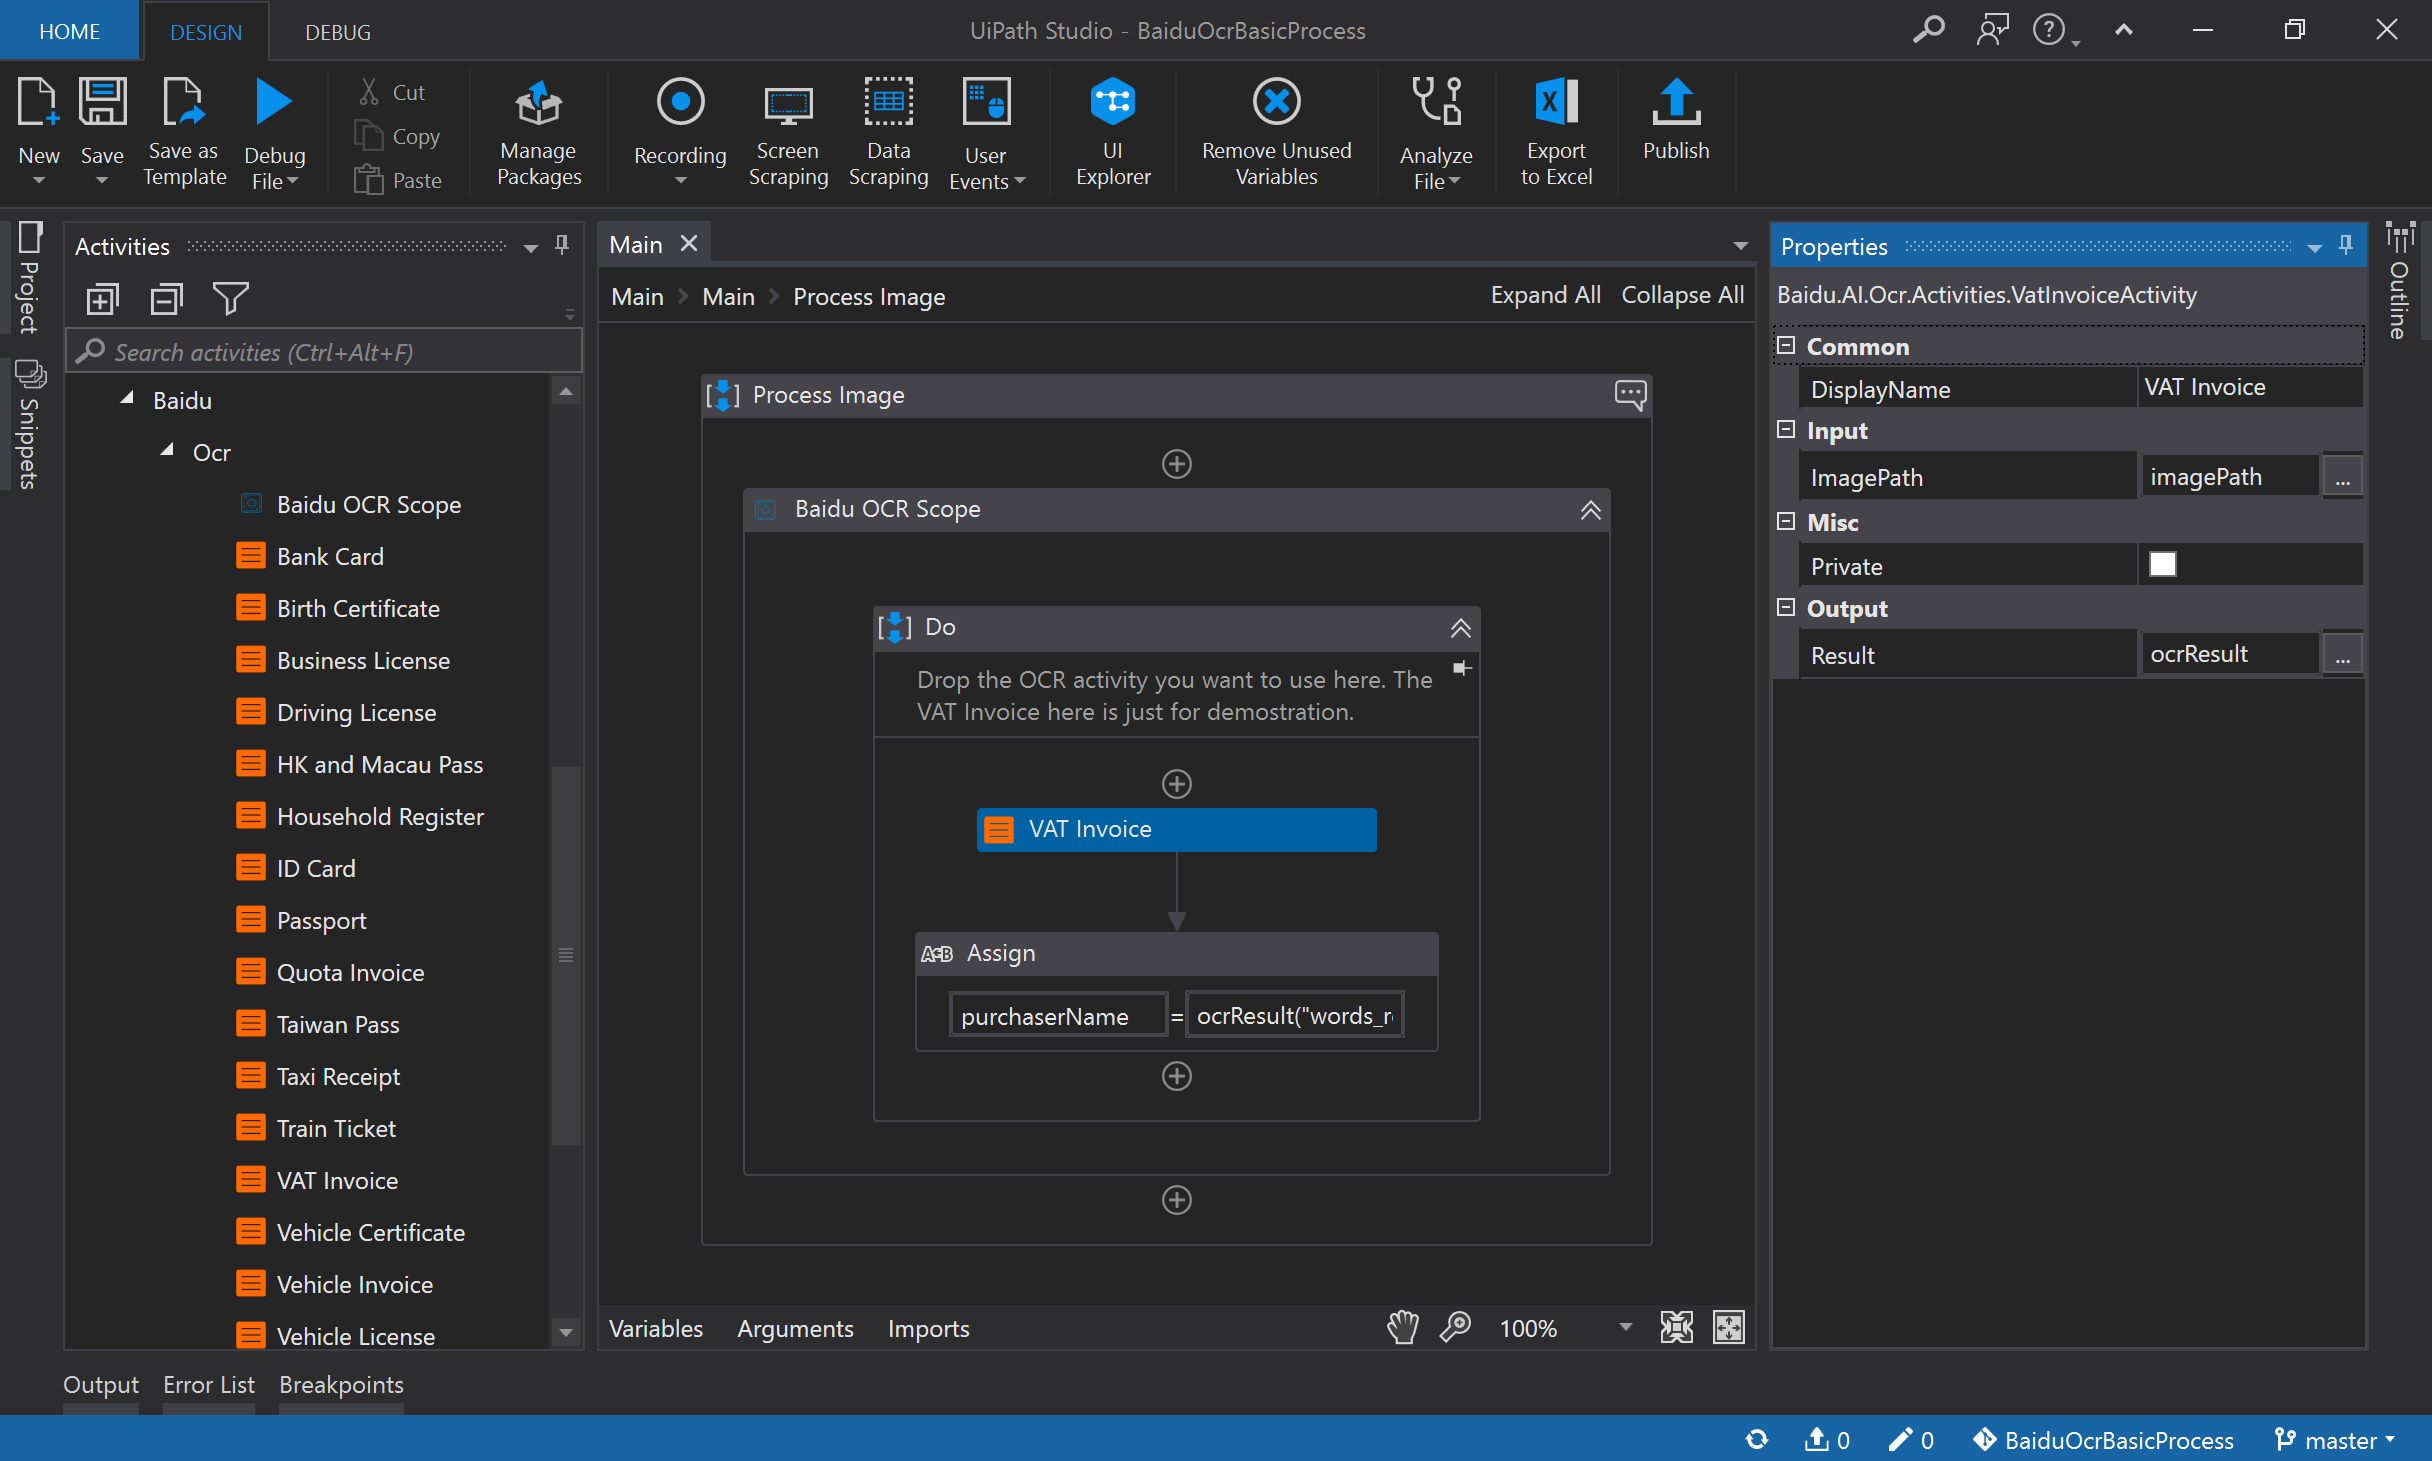 HOME
DESIGN
DEBUG
UiPath Studio - BaiduOcrBasicProcess
New
Save
Save as
Template
Debug
File
Cut
Copy
Paste
Manage
Packages
Recording
Screen
Scraping
Data
Scraping
User
Events
UI
Explorer
Remove Unused
Variables
Analyze
File
Export
to Excel
Publish
Project
Snippets
Activities
Search activities (Ctrl+Alt+F)
Baidu
Ocr
Baidu OCR Scope
Bank Card
Birth Certificate
Business License
Driving License
HK and Macau Pass
Household Register
ID Card
Passport
Quota Invoice
Taiwan Pass
Taxi Receipt
Train Ticket
VAT Invoice
Vehicle Certificate
Vehicle Invoice
Vehicle License
Main
Main > Main > Process Image
Expand All
Collapse All
Process Image
Baidu OCR Scope
Do
Drop the OCR activity you want to use here. The
VAT Invoice here is just for demostration.
VAT Invoice
A←B Assign
purchaserName = ocrResult("words_r
Variables
Arguments
Imports
100%
Properties
Baidu.AI.Ocr.Activities.VatInvoiceActivity
Common
DisplayName VAT Invoice
Input
ImagePath imagePath ...
Misc
Private
Output
Result ocrResult ...
Outline
Output
Error List
Breakpoints
0
0
BaiduOcrBasicProcess
master